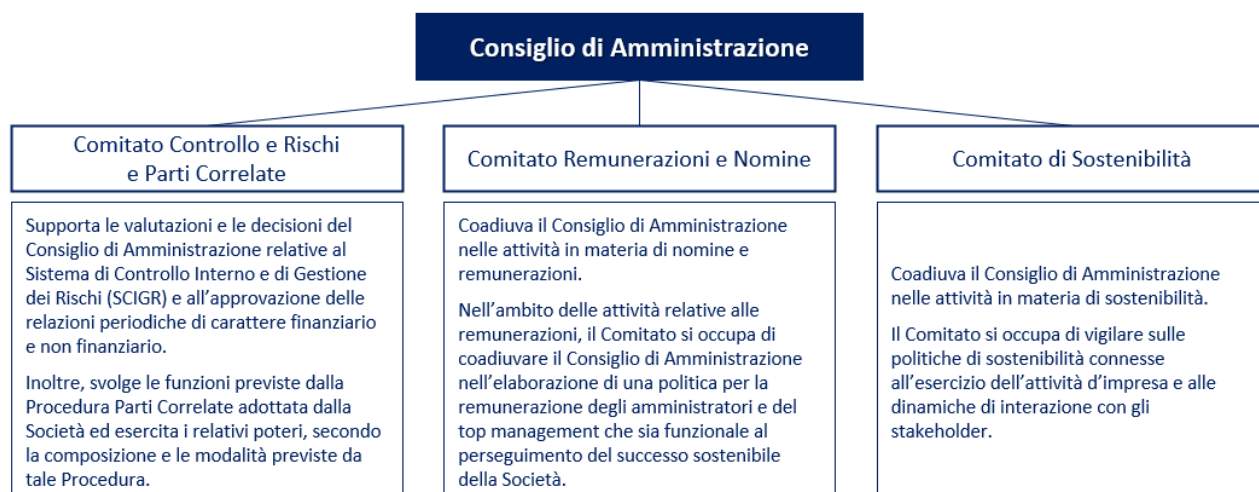 Consiglio di Amministrazione
Comitato Controllo e Rischi
e Parti Correlate
Supporta le valutazioni e le decisioni del
Consiglio di Amministrazione relative al
Sistema di Controllo Interno e di Gestione
dei Rischi (SCIGR) e all’approvazione delle
relazioni periodiche di carattere finanziario
e non finanziario.
Inoltre, svolge le funzioni previste dalla
Procedura Parti Correlate adottata dalla
Società ed esercita i relativi poteri, secondo
la composizione e le modalità previste da
tale Procedura.
Comitato Remunerazioni e Nomine
Coadiuva il Consiglio di Amministrazione
nelle attività in materia di nomine e
remunerazioni.
Nell’ambito delle attività relative alle
remunerazioni, il Comitato si occupa di
coadiuvare il Consiglio di Amministrazione
nell’elaborazione di una politica per la
remunerazione degli amministratori e del
top management che sia funzionale al
perseguimento del successo sostenibile
della Società.
Comitato di Sostenibilità
Coadiuva il Consiglio di Amministrazione
nelle attività in materia di sostenibilità.
Il Comitato si occupa di vigilare sulle
politiche di sostenibilità connesse
all’esercizio dell’attività d’impresa e alle
dinamiche di interazione con gli
stakeholder.